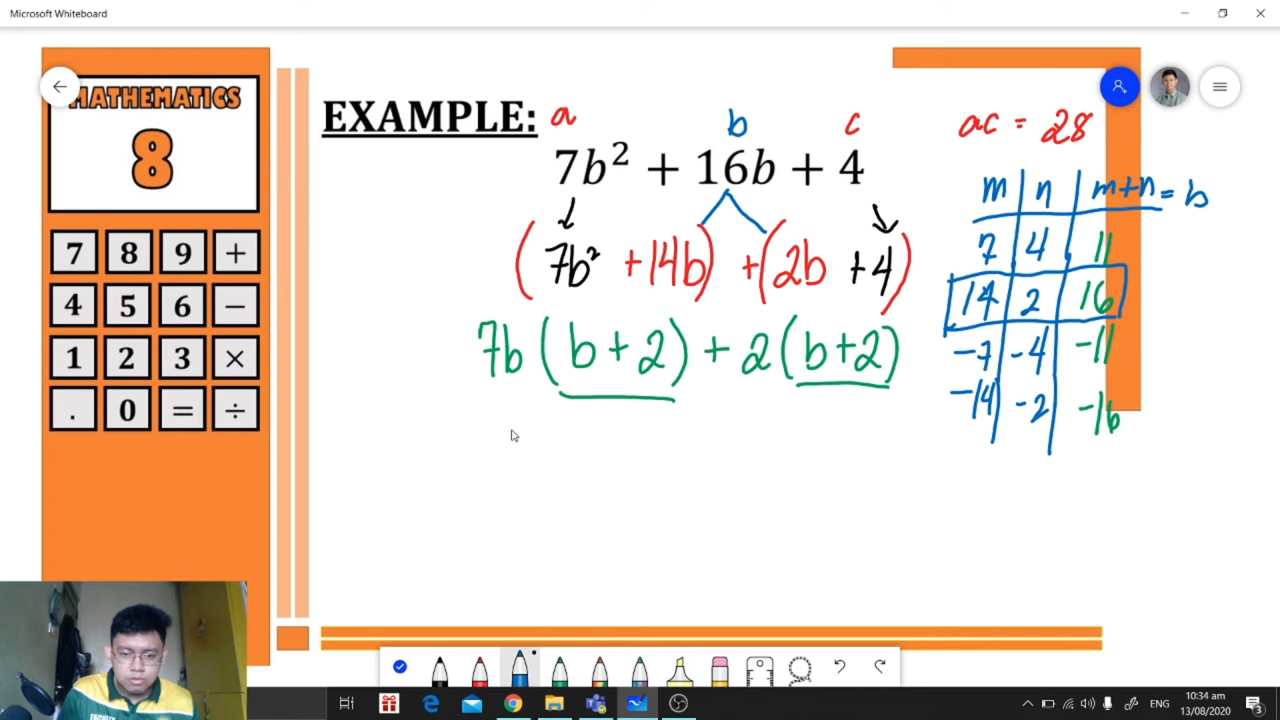 Microsoft Whiteboard
MATHEMATICS
8
7 8 9 +
4 5 6 −
1 2 3 ×
. 0 = ÷
EXAMPLE:
a b c
7b² + 16b + 4
(7b² +14b) +(2b +4)
7b(b+2) + 2(b+2)
ac = 28
m n m+n = b
7 4 11
14 2 16
-7 -4 -11
-14 -2 -16
ENG
10:34 am
13/08/2020
3